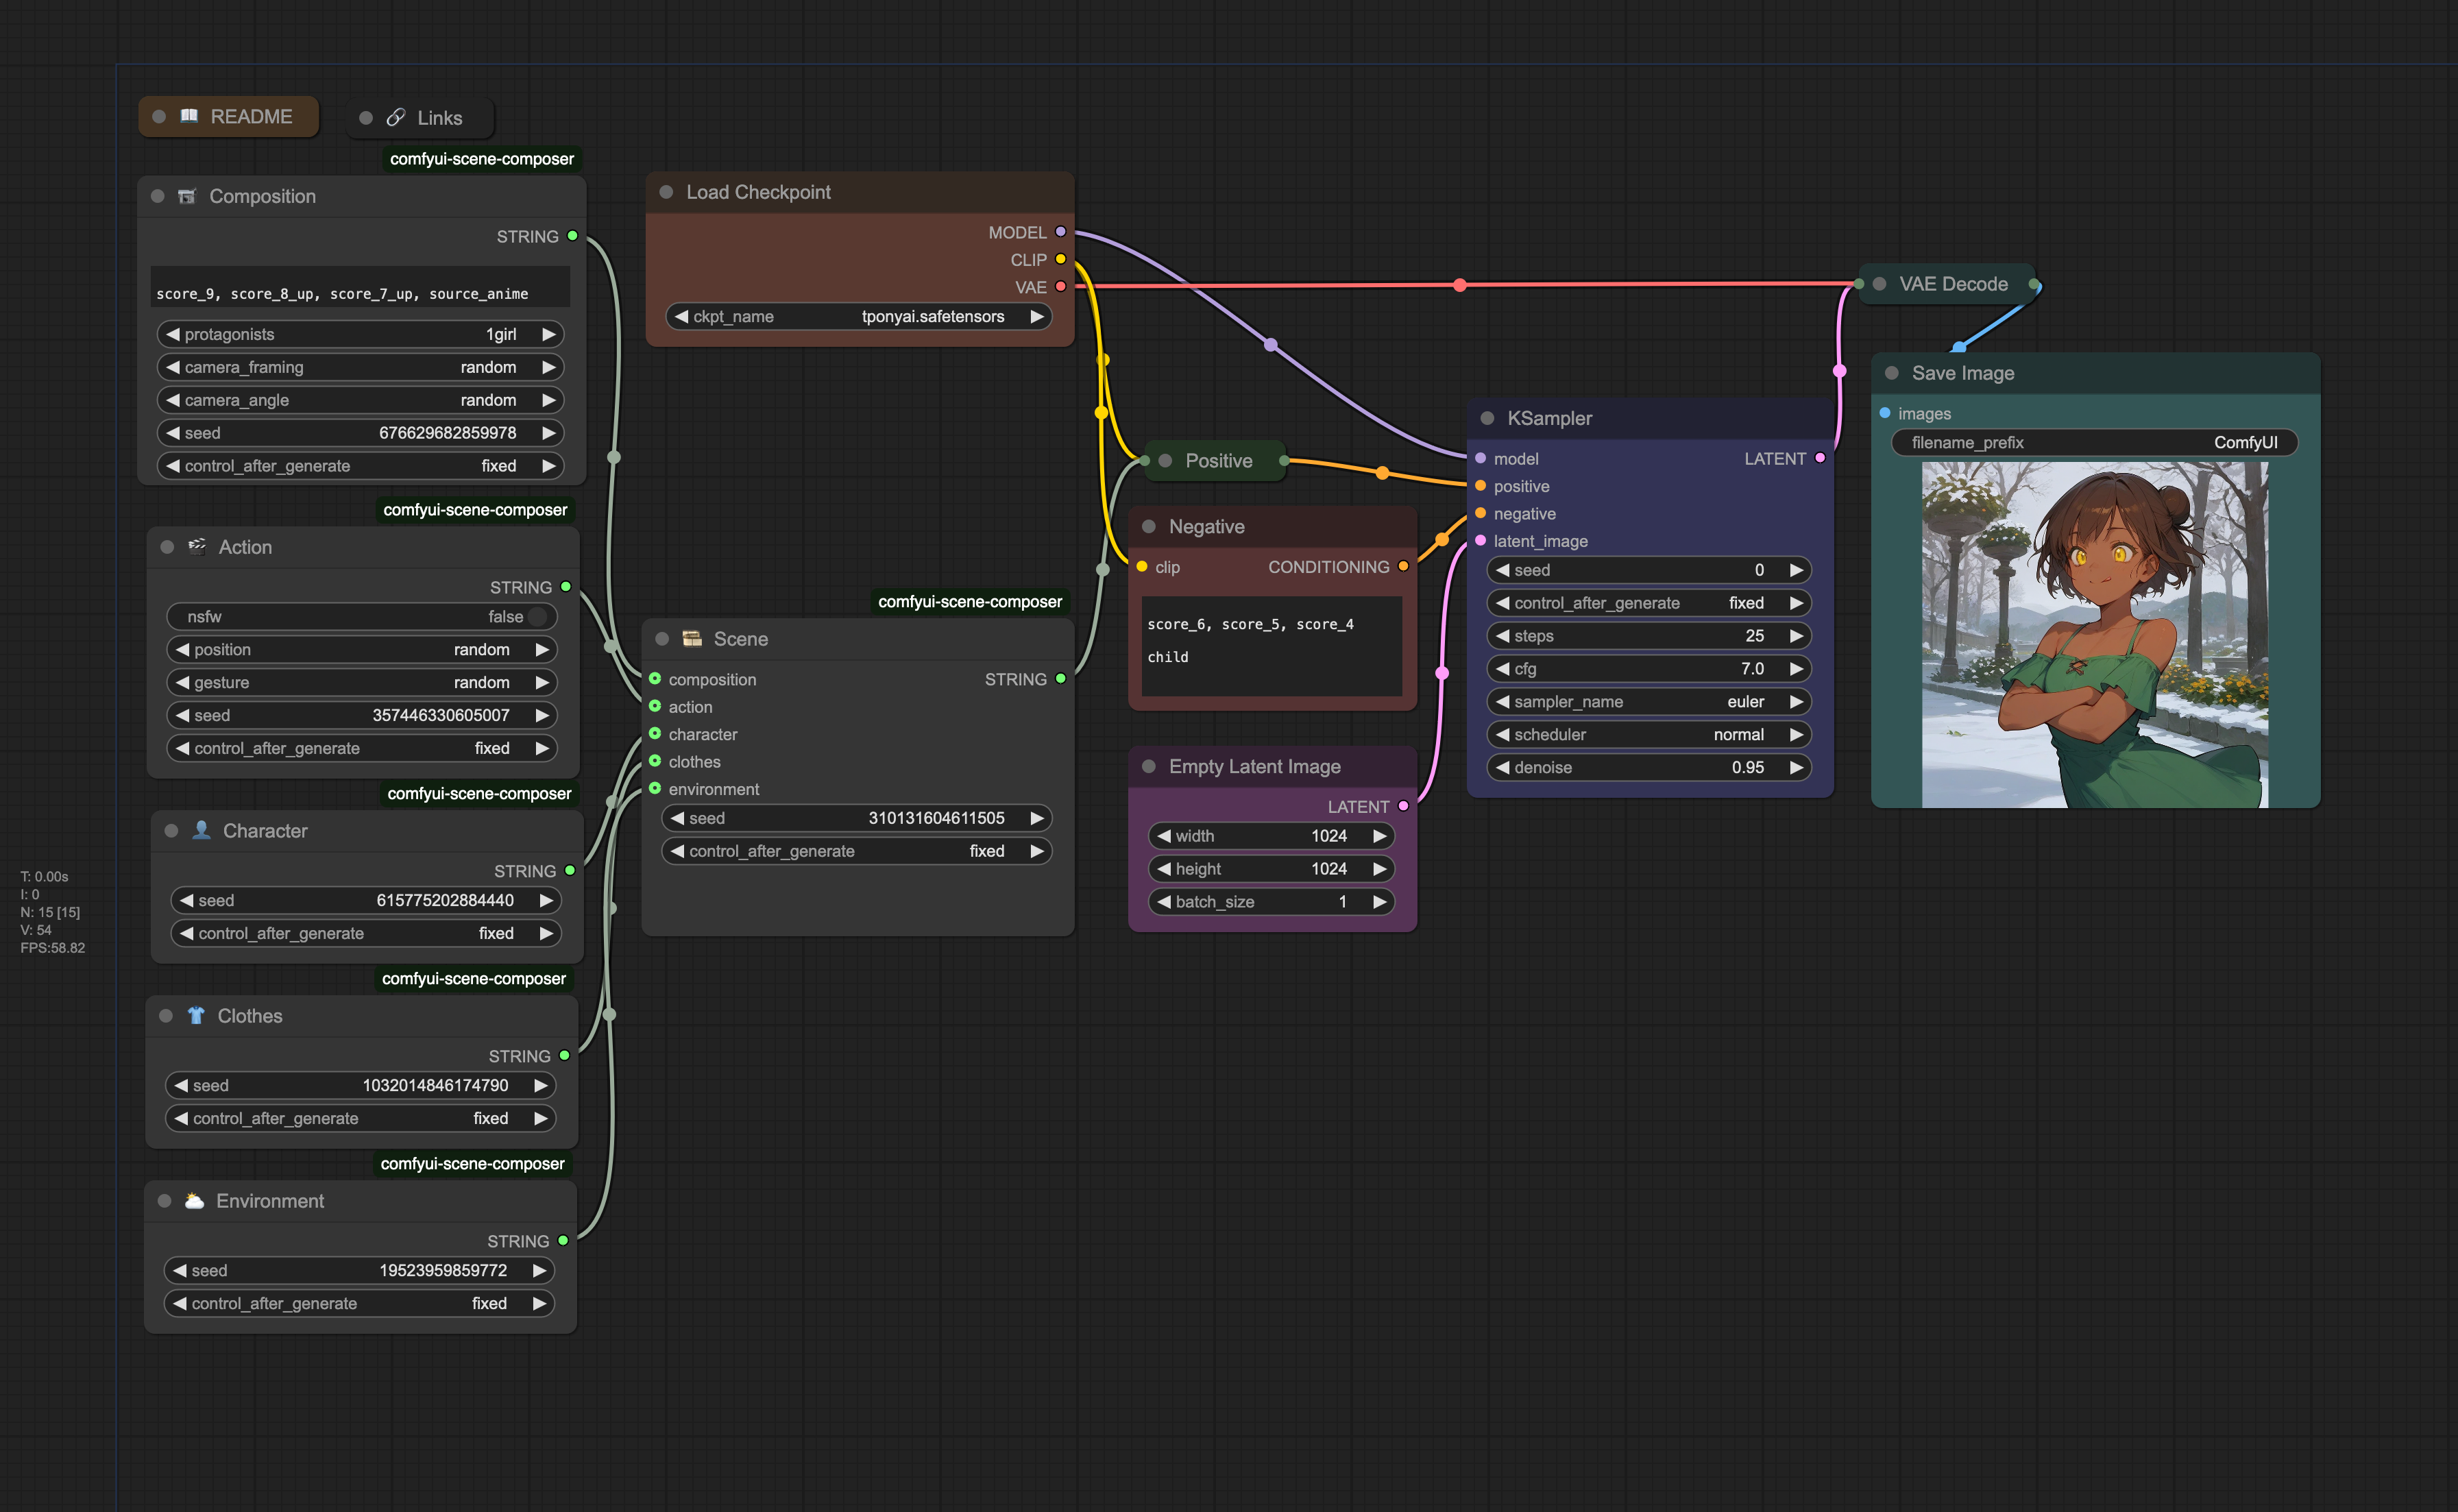 README
Links
comfyui-scene-composer
Composition
STRING
score_9, score_8_up, score_7_up, source_anime
protagonists 1girl
camera_framing random
camera_angle random
seed 676629682859978
control_after_generate fixed
comfyui-scene-composer
Action
STRING
nsfw false
position random
gesture random
seed 357446330605007
control_after_generate fixed
comfyui-scene-composer
Character
STRING
seed 615775202884440
control_after_generate fixed
comfyui-scene-composer
Clothes
STRING
seed 1032014846174790
control_after_generate fixed
comfyui-scene-composer
Environment
STRING
seed 19523959859772
control_after_generate fixed
T: 0.00s
I: 0
N: 15 [15]
V: 54
FPS:58.82
Load Checkpoint
MODEL
CLIP
VAE
ckpt_name tponyai.safetensors
comfyui-scene-composer
Scene
composition STRING
action
character
clothes
environment
seed 310131604611505
control_after_generate fixed
Positive
Negative
clip CONDITIONING
score_6, score_5, score_4
child
Empty Latent Image
LATENT
width 1024
height 1024
batch_size 1
KSampler
model LATENT
positive
negative
latent_image
seed 0
control_after_generate fixed
steps 25
cfg 7.0
sampler_name euler
scheduler normal
denoise 0.95
VAE Decode
Save Image
images
filename_prefix ComfyUI